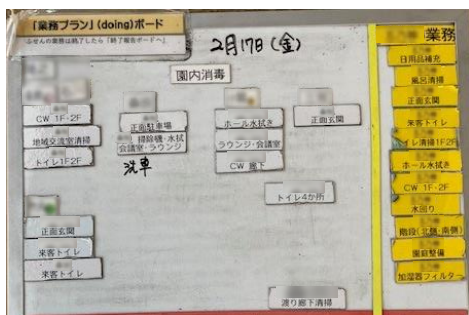 「業務プラン」(doing)ボード
ふせんの業務は終了したら「終了報告ボードへ」
2月17日(金)
園内消毒
CW 1F・2F
地域交流室清掃
トイレ1F2F
正面駐車場
掃除機・水拭
会議室・ラウンジ
洗車
ホール水拭き
ラウンジ・会議室
CW 廊下
正面玄関
トイレ4か所
正面玄関
来客トイレ
来客トイレ
渡り廊下清掃
業務
日用品補充
風呂清掃
正面玄関
来客トイレ
トイレ清掃1F2F
ホール水拭き
CW 1F・2F
水回り
階段(北側・南側)
園庭整備
加湿器フィルター